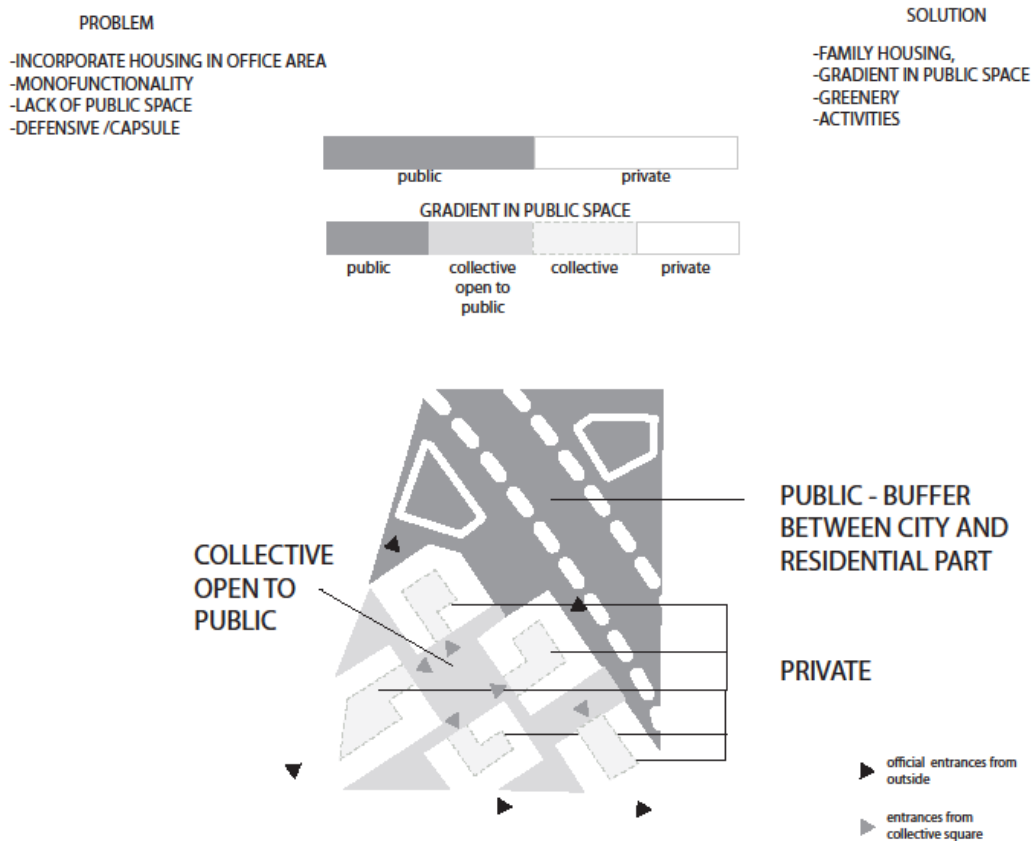 PROBLEM
-INCORPORATE HOUSING IN OFFICE AREA
-MONOFUNCTIONALITY
-LACK OF PUBLIC SPACE
-DEFENSIVE /CAPSULE
SOLUTION
-FAMILY HOUSING,
-GRADIENT IN PUBLIC SPACE
-GREENERY
-ACTIVITIES
public
private
GRADIENT IN PUBLIC SPACE
public
collective
open to
public
collective
private
COLLECTIVE
OPEN TO
PUBLIC
PUBLIC - BUFFER
BETWEEN CITY AND
RESIDENTIAL PART
PRIVATE
official entrances from
outside
entrances from
collective square